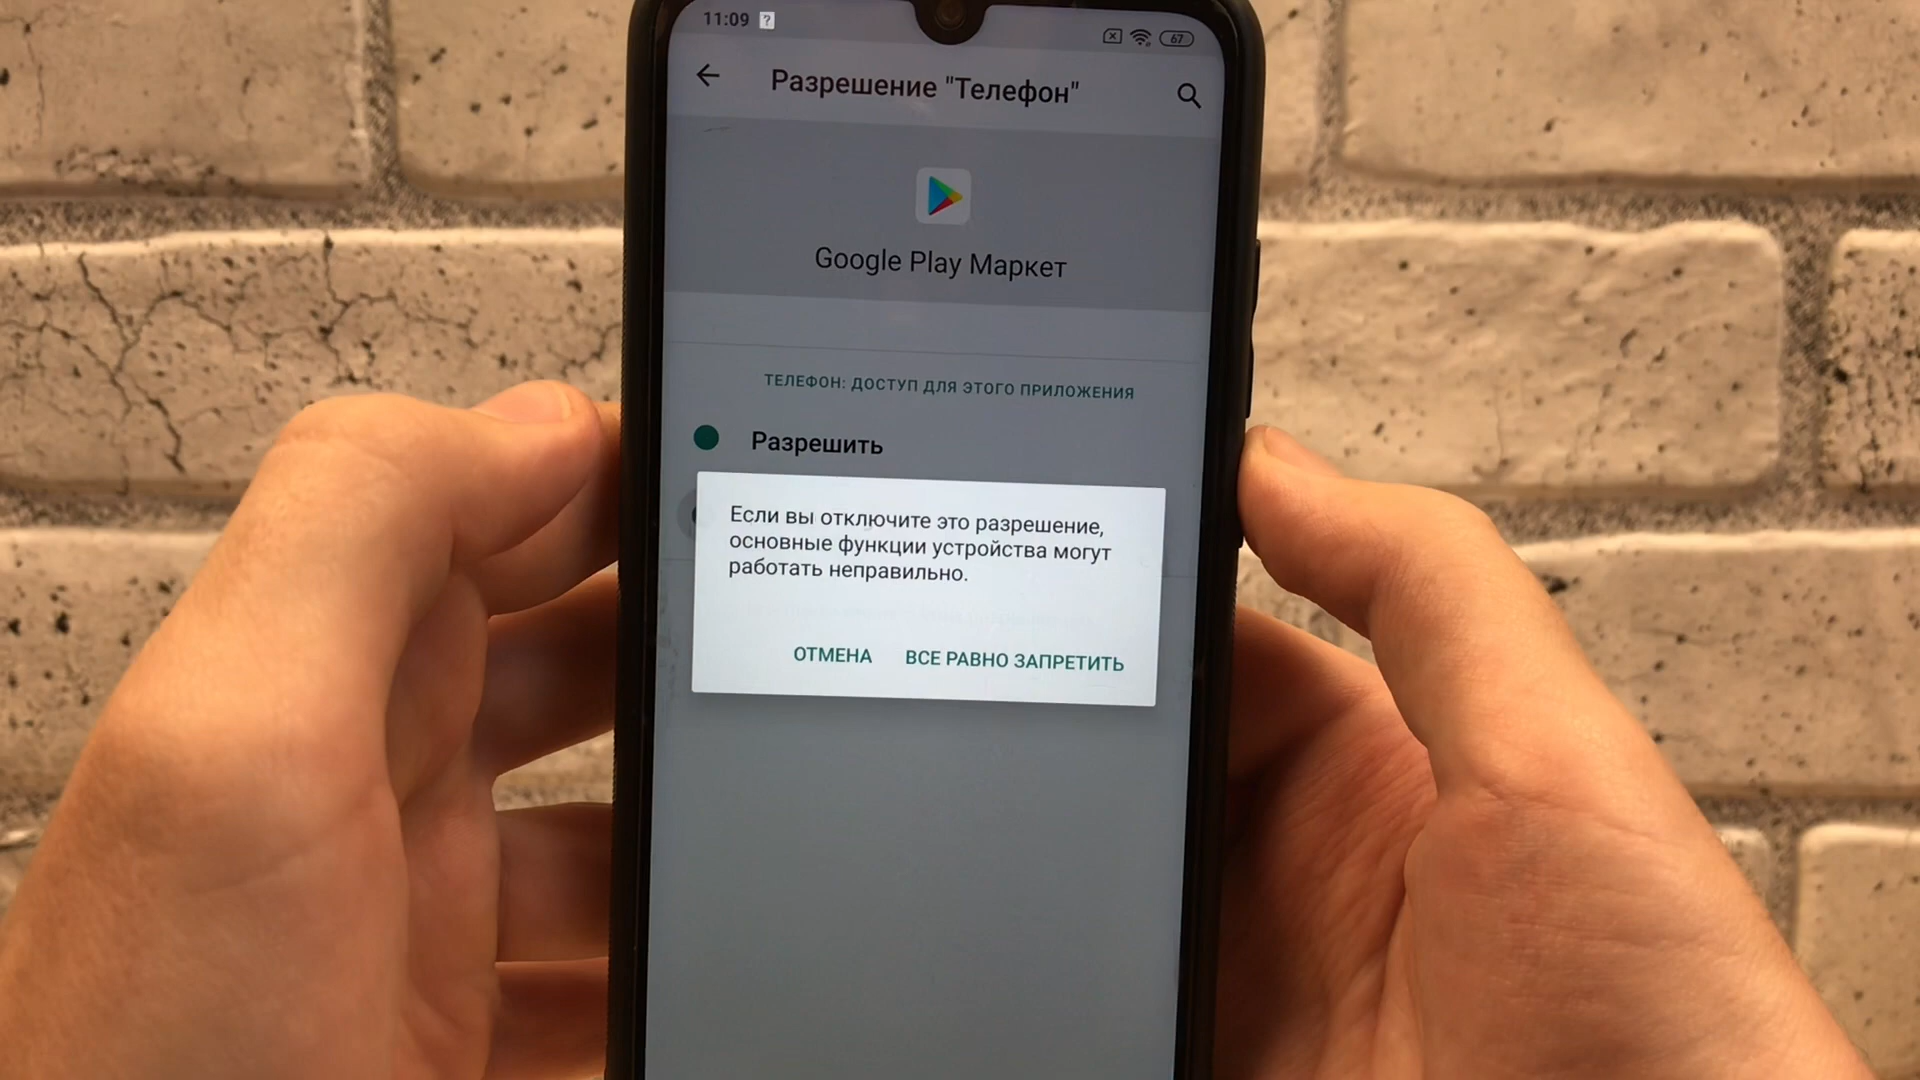 11:09
67
Разрешение "Телефон"
Google Play Маркет
ТЕЛЕФОН: ДОСТУП ДЛЯ ЭТОГО ПРИЛОЖЕНИЯ
Разрешить
Если вы отключите это разрешение,
основные функции устройства могут
работать неправильно.
ОТМЕНА ВСЕ РАВНО ЗАПРЕТИТЬ